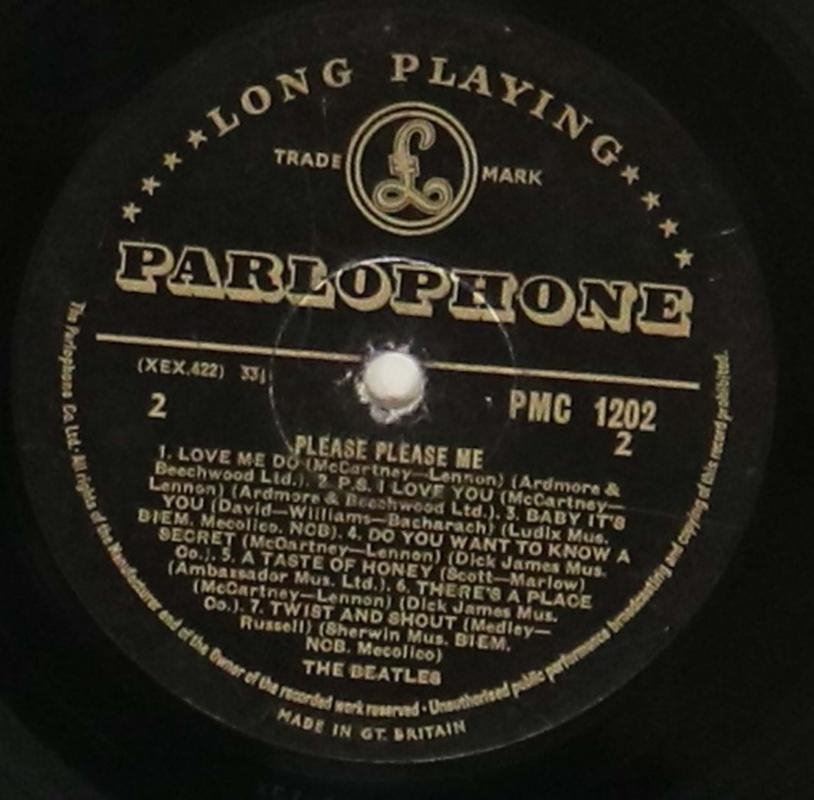 ★★★★LONG PLAYING★★★★
TRADE £ MARK
PARLOPHONE
(XEX.422) 33⅓
PMC 1202
2
2
PLEASE PLEASE ME
1. LOVE ME DO (McCartney—Lennon) (Ardmore &
Beechwood Ltd.). 2. P.S. I LOVE YOU (McCartney—
Lennon) (Ardmore & Beechwood Ltd.). 3. BABY IT'S
YOU (David—Williams—Bacharach) (Ludix Mus.
BIEM. Mecolico. NCB). 4. DO YOU WANT TO KNOW A
SECRET (McCartney—Lennon) (Dick James Mus.
Co.). 5. A TASTE OF HONEY (Scott—Marlow)
(Ambassador Mus. Ltd.). 6. THERE'S A PLACE
(McCartney—Lennon) (Dick James Mus.
Co.). 7. TWIST AND SHOUT (Medley—
Russell) (Sherwin Mus. BIEM.
NCB. Mecolico)
THE BEATLES
The Parlophone Co Ltd. All rights of the Manufacturer and of the Owner of the recorded work reserved · Unauthorised public performance broadcasting and copying of this record prohibited.
MADE IN GT. BRITAIN